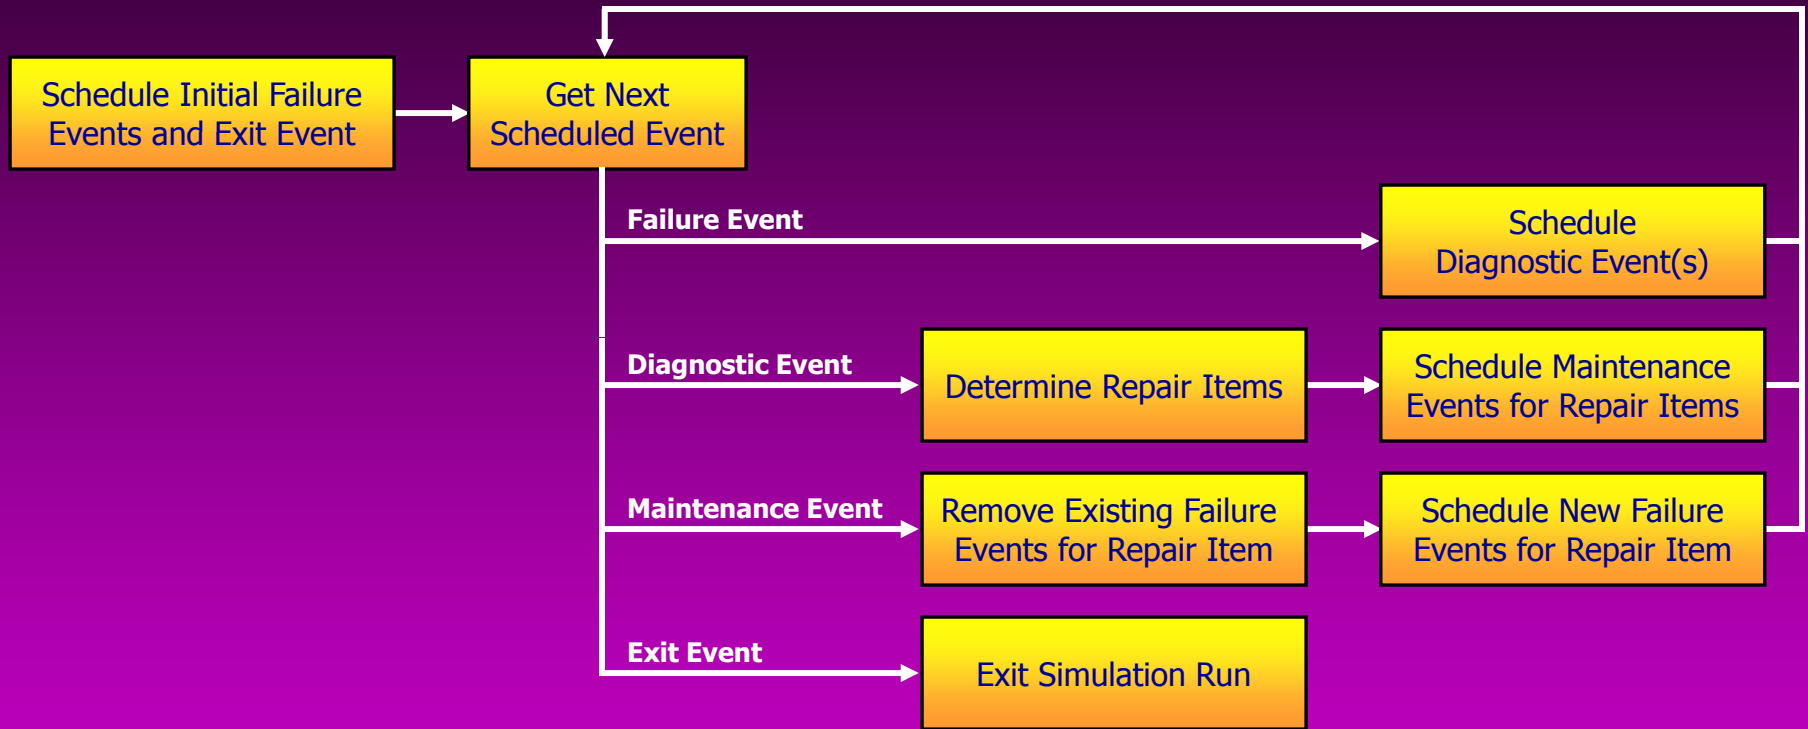 Schedule Initial Failure
Events and Exit Event
Get Next
Scheduled Event
Failure Event
Schedule
Diagnostic Event(s)
Diagnostic Event
Determine Repair Items
Schedule Maintenance
Events for Repair Items
Maintenance Event
Remove Existing Failure
Events for Repair Item
Schedule New Failure
Events for Repair Item
Exit Event
Exit Simulation Run